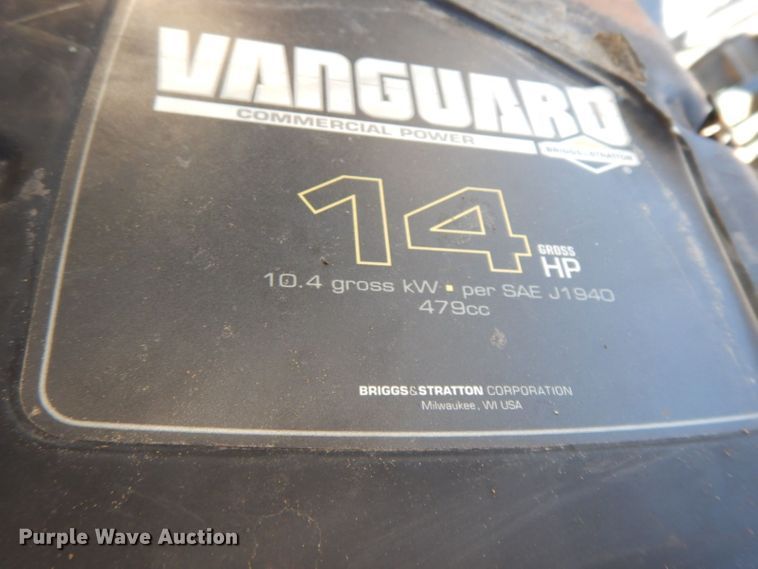 VANGUARD
COMMERCIAL POWER
BRIGGS&STRATTON
®
14 GROSS HP
10.4 gross kW ▪ per SAE J1940
479cc
BRIGGS&STRATTON CORPORATION
Milwaukee, WI USA
Purple Wave Auction